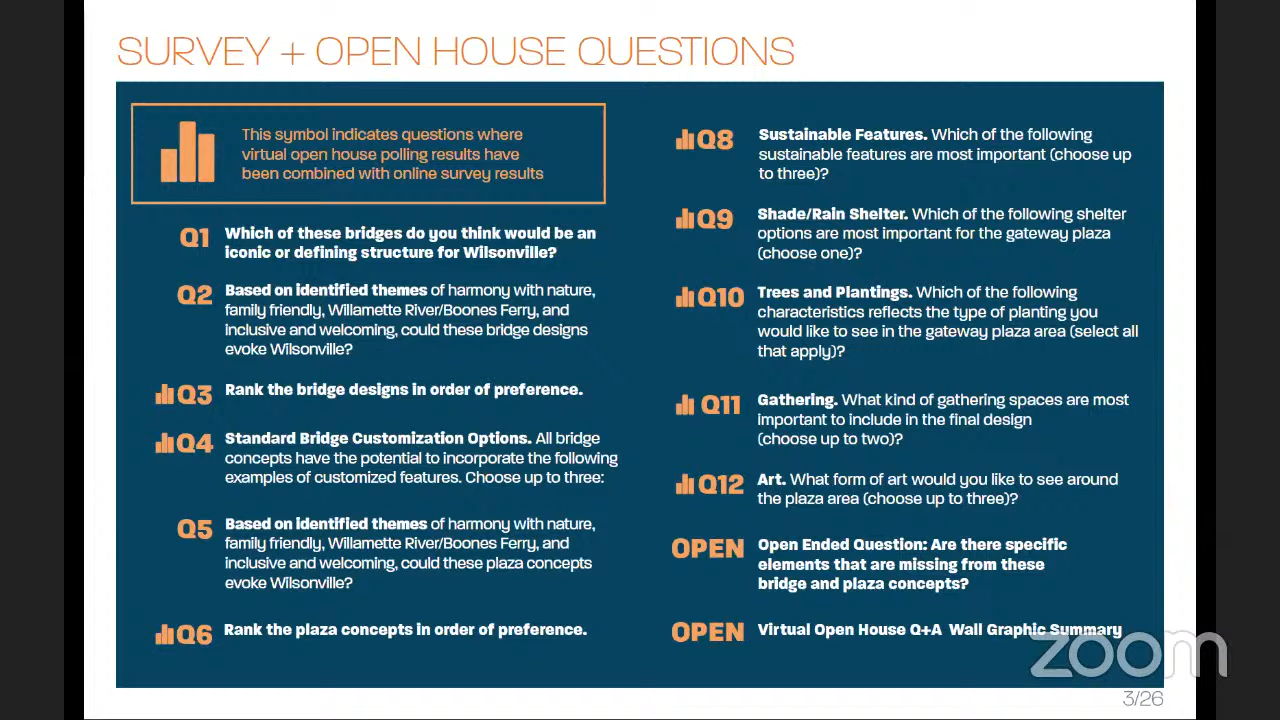 SURVEY + OPEN HOUSE QUESTIONS
This symbol indicates questions where
virtual open house polling results have
been combined with online survey results
Q1 Which of these bridges do you think would be an
iconic or defining structure for Wilsonville?
Q2 Based on identified themes of harmony with nature,
family friendly, Willamette River/Boones Ferry, and
inclusive and welcoming, could these bridge designs
evoke Wilsonville?
Q3 Rank the bridge designs in order of preference.
Q4 Standard Bridge Customization Options. All bridge
concepts have the potential to incorporate the following
examples of customized features. Choose up to three:
Q5 Based on identified themes of harmony with nature,
family friendly, Willamette River/Boones Ferry, and
inclusive and welcoming, could these plaza concepts
evoke Wilsonville?
Q6 Rank the plaza concepts in order of preference.
Q8 Sustainable Features. Which of the following
sustainable features are most important (choose up
to three)?
Q9 Shade/Rain Shelter. Which of the following shelter
options are most important for the gateway plaza
(choose one)?
Q10 Trees and Plantings. Which of the following
characteristics reflects the type of planting you
would like to see in the gateway plaza area (select all
that apply)?
Q11 Gathering. What kind of gathering spaces are most
important to include in the final design
(choose up to two)?
Q12 Art. What form of art would you like to see around
the plaza area (choose up to three)?
OPEN Open Ended Question: Are there specific
elements that are missing from these
bridge and plaza concepts?
OPEN Virtual Open House Q+A Wall Graphic Summary
zoom
3/26